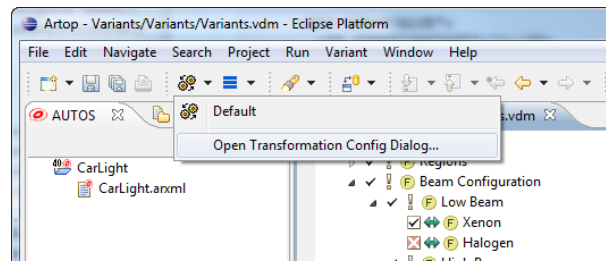 Artop - Variants/Variants/Variants.vdm - Eclipse Platform
File Edit Navigate Search Project Run Variant Window Help
Default
AUTOS
s.vdm
Open Transformation Config Dialog...
Regions
CarLight
Beam Configuration
CarLight.arxml
F Low Beam
F Xenon
F Halogen